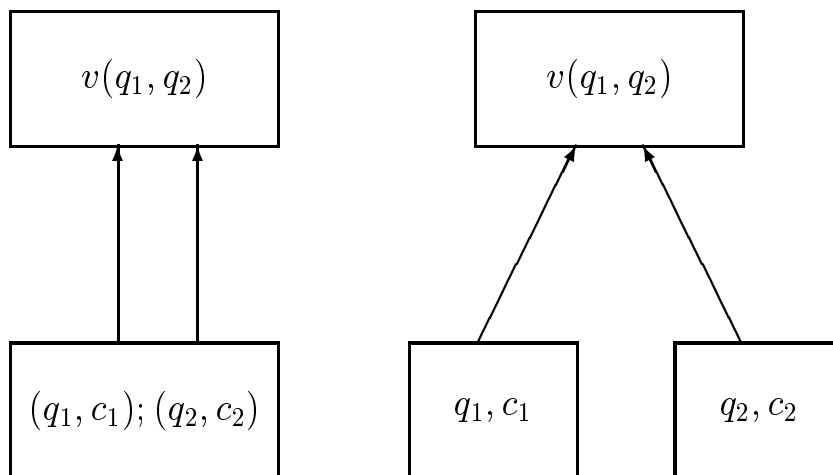 v(q₁, q₂)
v(q₁, q₂)
(q₁, c₁); (q₂, c₂)
q₁, c₁
q₂, c₂